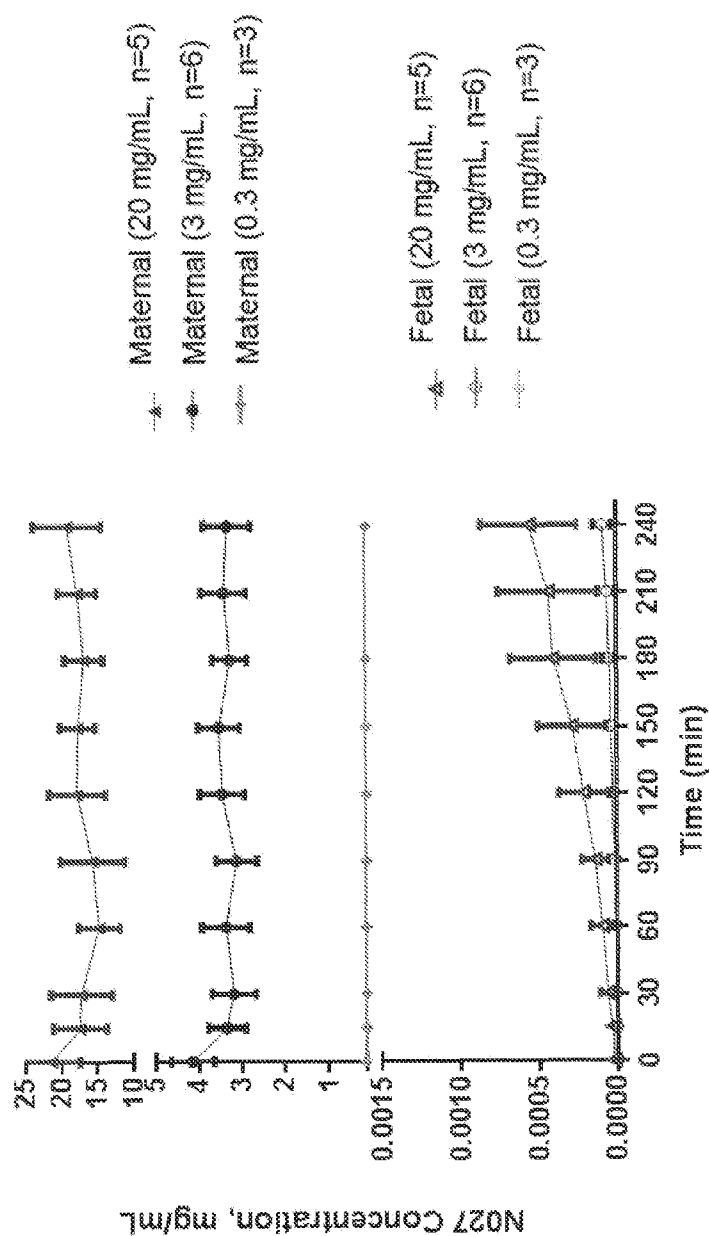 N027 Concentration, mg/mL
25
20
15
10
5
4
3
2
1
0.0015
0.0010
0.0005
0.0000
0 30 60 90 120 150 180 210 240
Time (min)
Maternal (20 mg/mL, n=5)
Maternal (3 mg/mL, n=6)
Maternal (0.3 mg/mL, n=3)
Fetal (20 mg/mL, n=5)
Fetal (3 mg/mL, n=6)
Fetal (0.3 mg/mL, n=3)